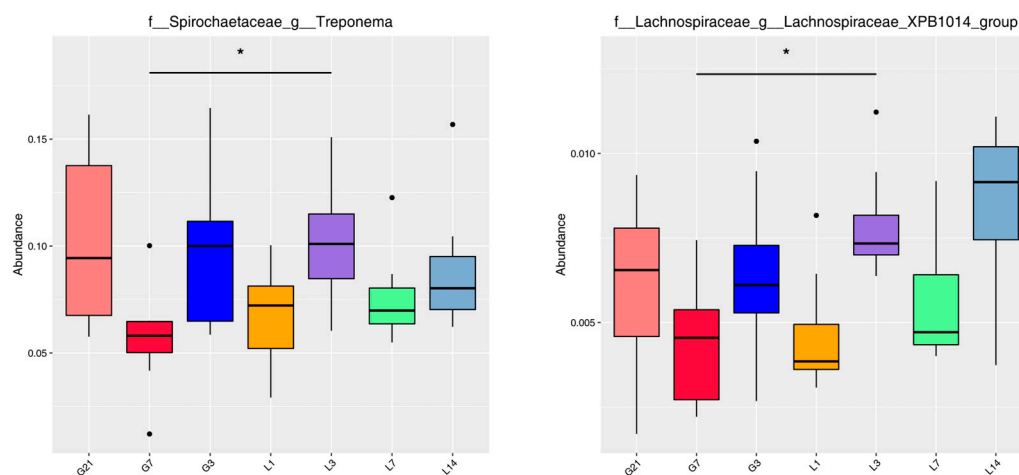 f__Spirochaetaceae_g__Treponema
*
0.15
0.10
0.05
Abundance
G21 G7 G3 L1 L3 L7 L14
f__Lachnospiraceae_g__Lachnospiraceae_XPB1014_group
*
0.010
0.005
Abundance
G21 G7 G3 L1 L3 L7 L14